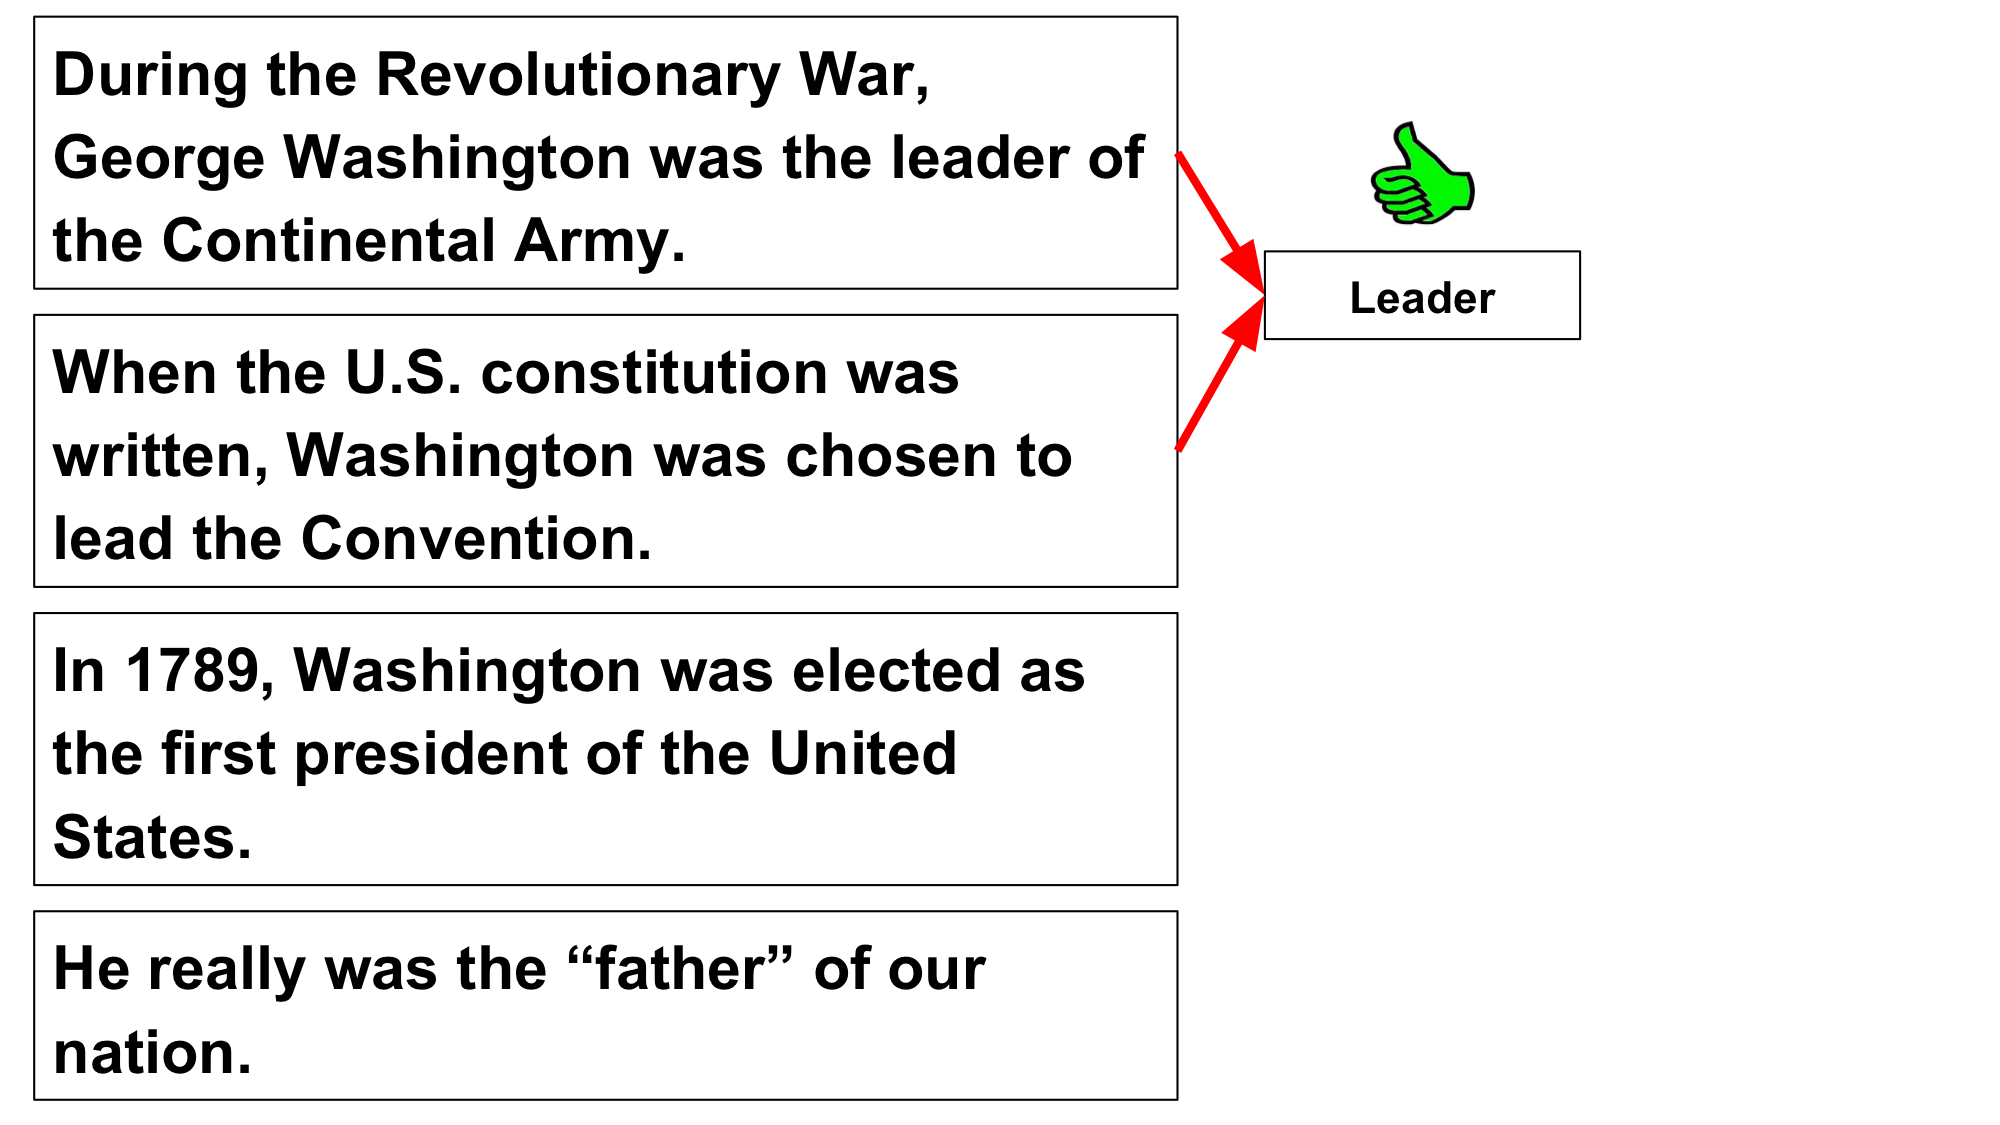 During the Revolutionary War,
George Washington was the leader of
the Continental Army.
Leader
When the U.S. constitution was
written, Washington was chosen to
lead the Convention.
In 1789, Washington was elected as
the first president of the United
States.
He really was the “father” of our
nation.